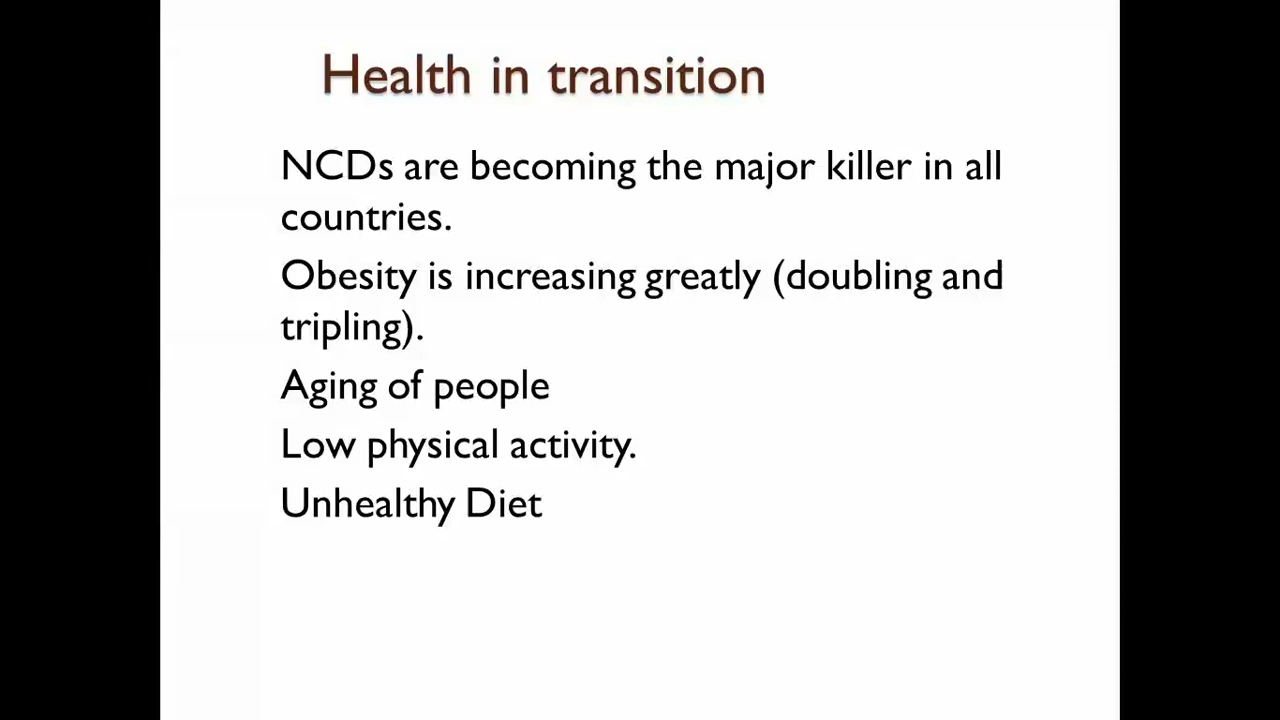 Health in transition
NCDs are becoming the major killer in all
countries.
Obesity is increasing greatly (doubling and
tripling).
Aging of people
Low physical activity.
Unhealthy Diet